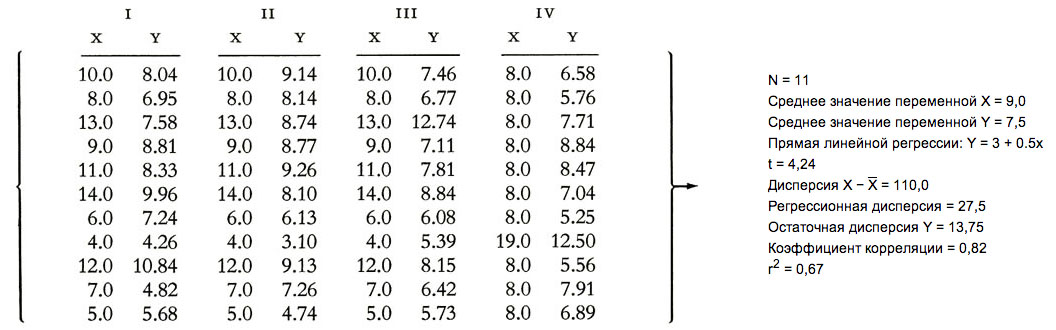 I II III IV
X Y X Y X Y X Y
10.0 8.04 10.0 9.14 10.0 7.46 8.0 6.58
8.0 6.95 8.0 8.14 8.0 6.77 8.0 5.76
13.0 7.58 13.0 8.74 13.0 12.74 8.0 7.71
9.0 8.81 9.0 8.77 9.0 7.11 8.0 8.84
11.0 8.33 11.0 9.26 11.0 7.81 8.0 8.47
14.0 9.96 14.0 8.10 14.0 8.84 8.0 7.04
6.0 7.24 6.0 6.13 6.0 6.08 8.0 5.25
4.0 4.26 4.0 3.10 4.0 5.39 19.0 12.50
12.0 10.84 12.0 9.13 12.0 8.15 8.0 5.56
7.0 4.82 7.0 7.26 7.0 6.42 8.0 7.91
5.0 5.68 5.0 4.74 5.0 5.73 8.0 6.89
N = 11
Среднее значение переменной X = 9,0
Среднее значение переменной Y = 7,5
Прямая линейной регрессии: Y = 3 + 0.5x
t = 4,24
Дисперсия X − X̅ = 110,0
Регрессионная дисперсия = 27,5
Остаточная дисперсия Y = 13,75
Коэффициент корреляции = 0,82
r² = 0,67